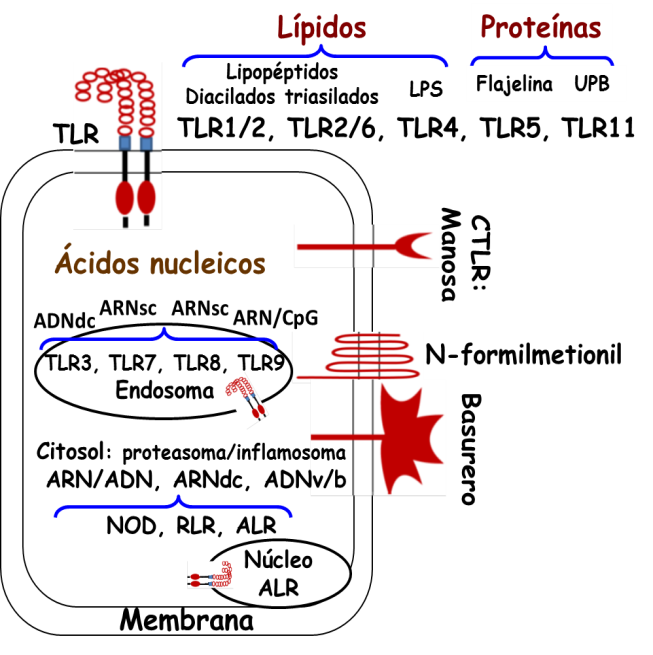 Lípidos
Proteínas
Lipopéptidos
Diacilados triasilados
LPS
Flajelina
UPB
TLR
TLR1/2, TLR2/6, TLR4, TLR5, TLR11
CTLR:
Manosa
Ácidos nucleicos
ADNdc
ARNsc
ARNsc
ARN/CpG
TLR3, TLR7, TLR8, TLR9
Endosoma
N-formilmetionil
Basurero
Citosol: proteasoma/inflamosoma
ARN/ADN, ARNdc, ADNv/b
NOD, RLR, ALR
Núcleo
ALR
Membrana